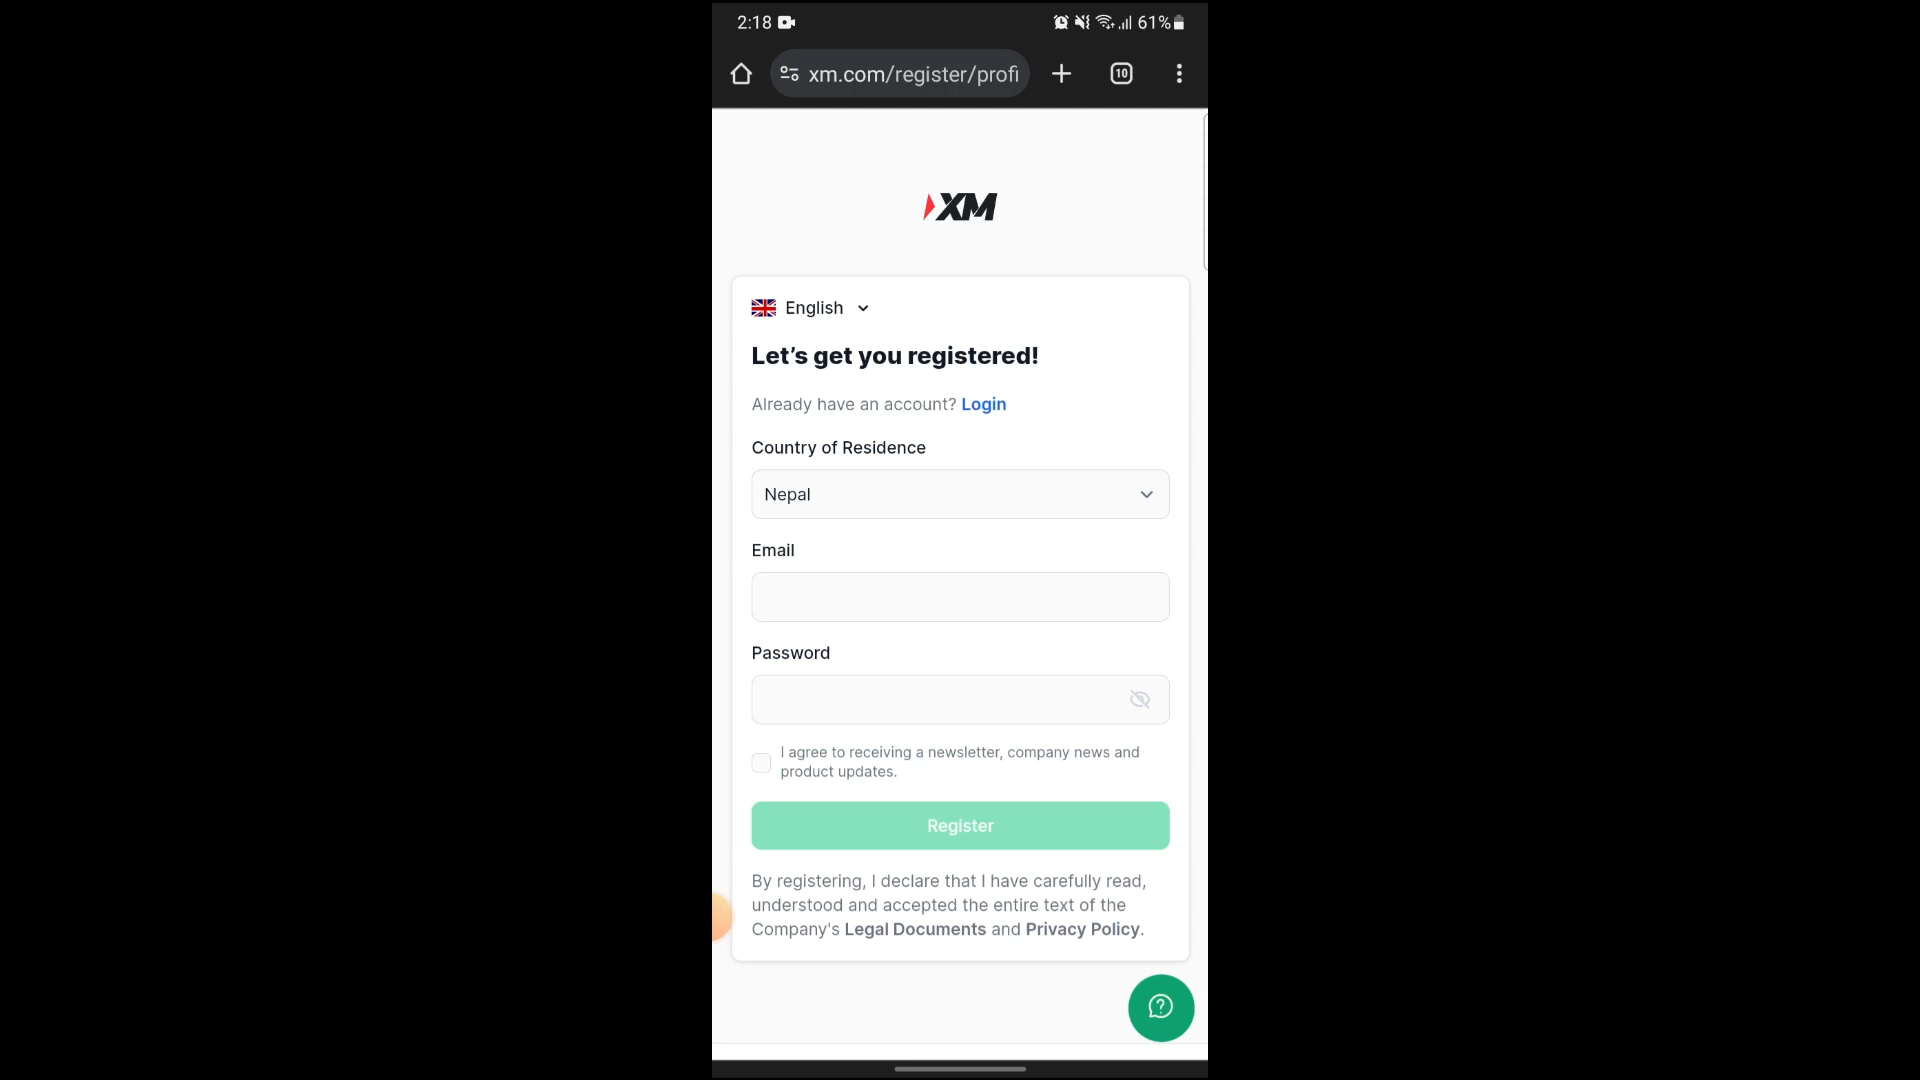 2:18
61%
xm.com/register/profi
10
XM
English
Let's get you registered!
Already have an account? Login
Country of Residence
Nepal
Email
Password
I agree to receiving a newsletter, company news and
product updates.
Register
By registering, I declare that I have carefully read,
understood and accepted the entire text of the
Company's Legal Documents and Privacy Policy.